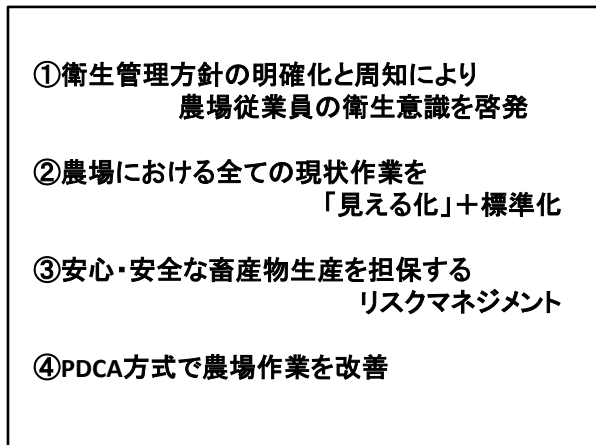 ①衛生管理方針の明確化と周知により
農場従業員の衛生意識を啓発
②農場における全ての現状作業を
「見える化」＋標準化
③安心・安全な畜産物生産を担保する
リスクマネジメント
④PDCA方式で農場作業を改善